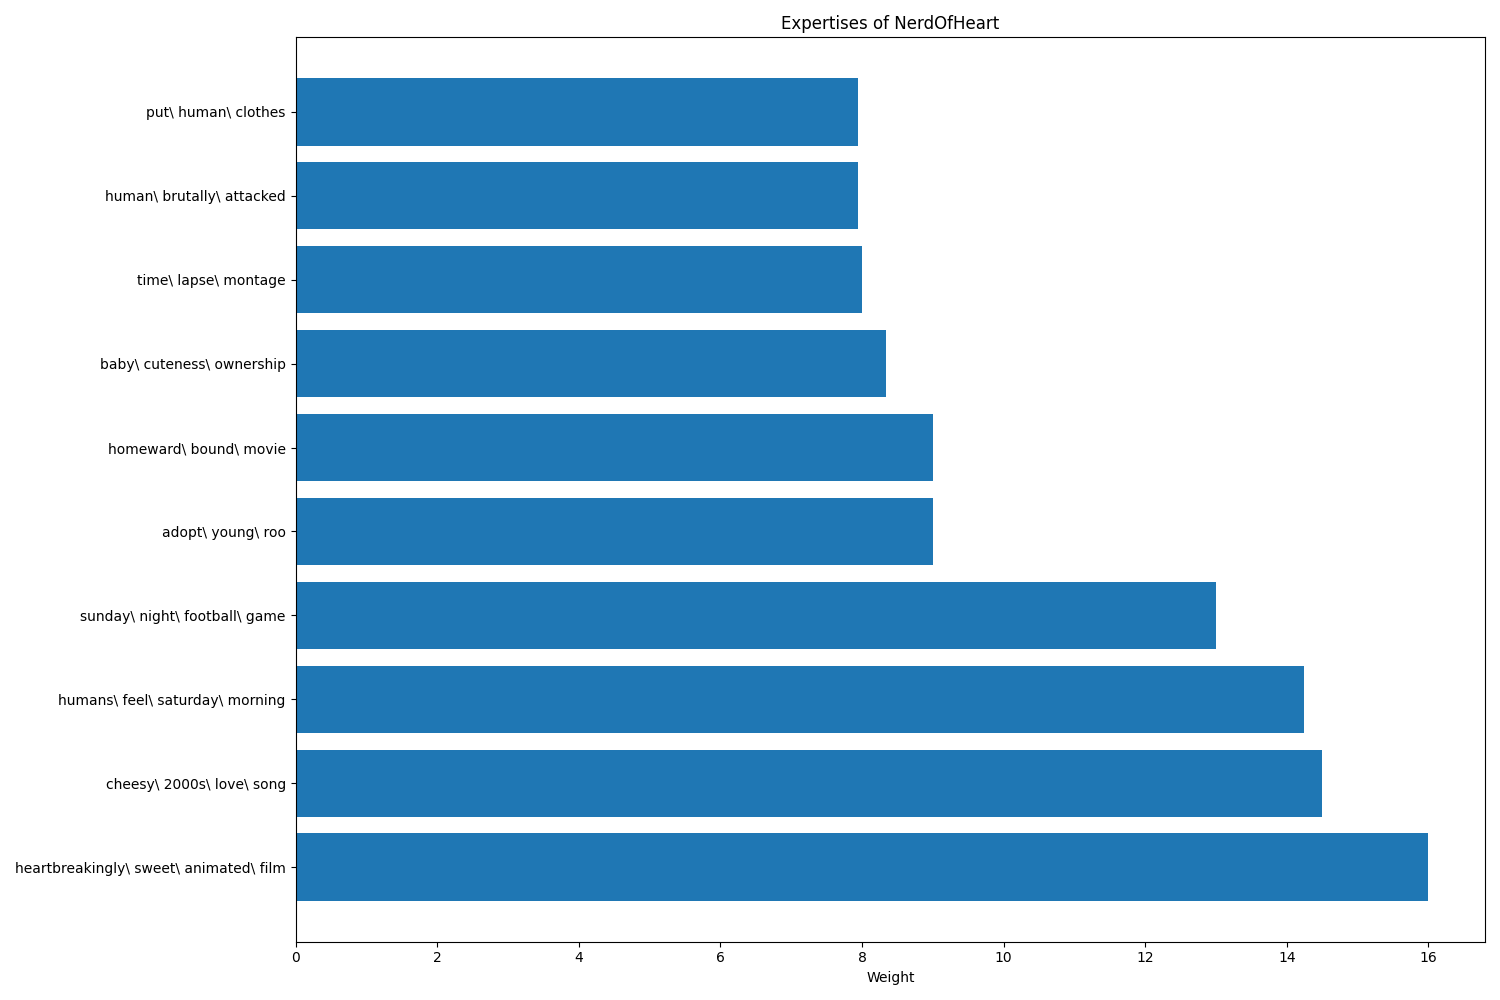 Expertises of NerdOfHeart
put\ human\ clothes
human\ brutally\ attacked
time\ lapse\ montage
baby\ cuteness\ ownership
homeward\ bound\ movie
adopt\ young\ roo
sunday\ night\ football\ game
humans\ feel\ saturday\ morning
cheesy\ 2000s\ love\ song
heartbreakingly\ sweet\ animated\ film
0 2 4 6 8 10 12 14 16
Weight